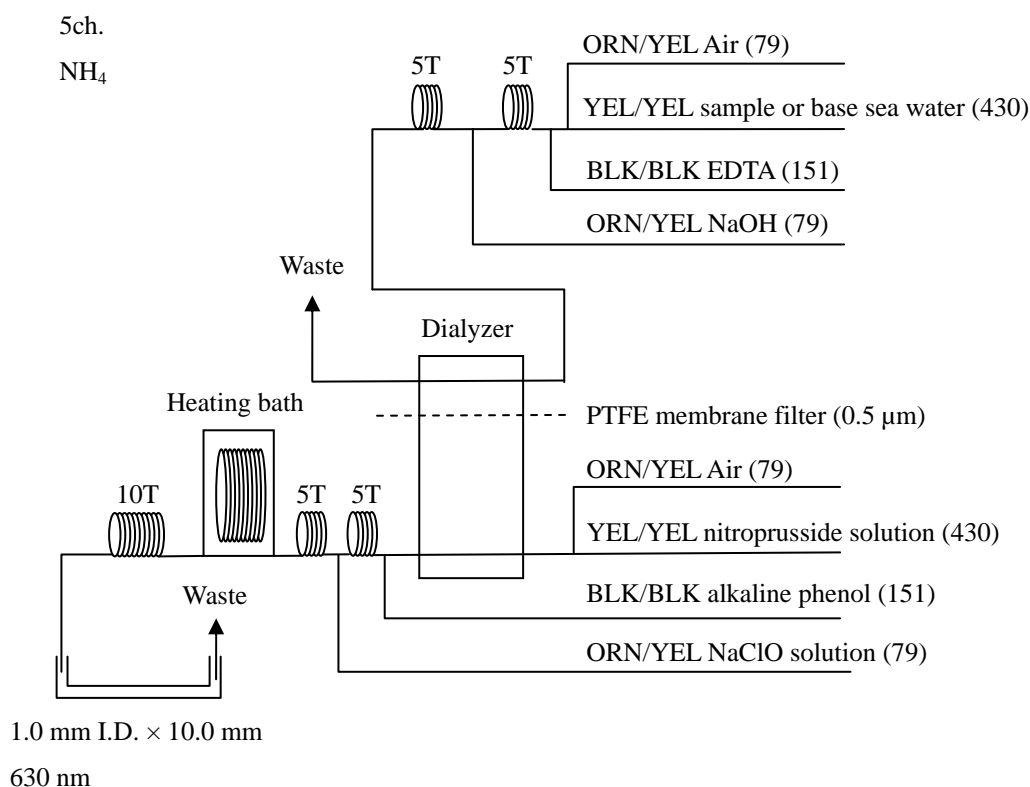 5ch.
NH₄
5T
5T
ORN/YEL Air (79)
YEL/YEL sample or base sea water (430)
BLK/BLK EDTA (151)
ORN/YEL NaOH (79)
Waste
Dialyzer
Heating bath
PTFE membrane filter (0.5 μm)
ORN/YEL Air (79)
10T
5T
5T
YEL/YEL nitroprusside solution (430)
Waste
BLK/BLK alkaline phenol (151)
ORN/YEL NaClO solution (79)
1.0 mm I.D. × 10.0 mm
630 nm